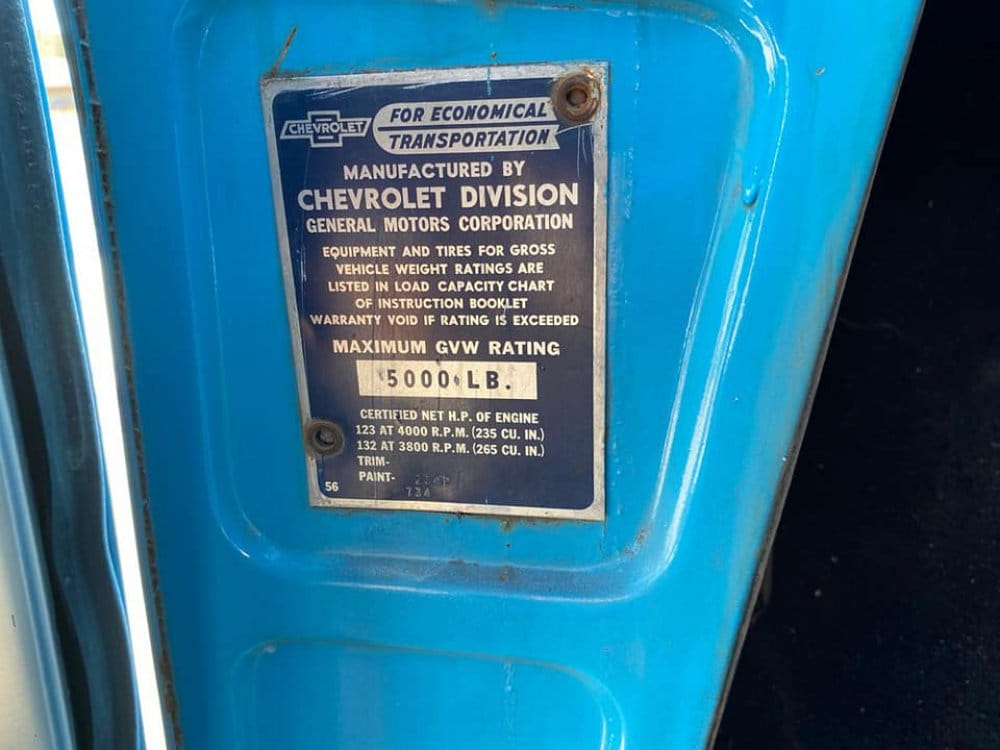 CHEVROLET
FOR ECONOMICAL
TRANSPORTATION
MANUFACTURED BY
CHEVROLET DIVISION
GENERAL MOTORS CORPORATION
EQUIPMENT AND TIRES FOR GROSS
VEHICLE WEIGHT RATINGS ARE
LISTED IN LOAD CAPACITY CHART
OF INSTRUCTION BOOKLET
WARRANTY VOID IF RATING IS EXCEEDED
MAXIMUM GVW RATING
5000 LB.
CERTIFIED NET H.P. OF ENGINE
123 AT 4000 R.P.M. (235 CU. IN.)
132 AT 3800 R.P.M. (265 CU. IN.)
TRIM-
PAINT-
734
56